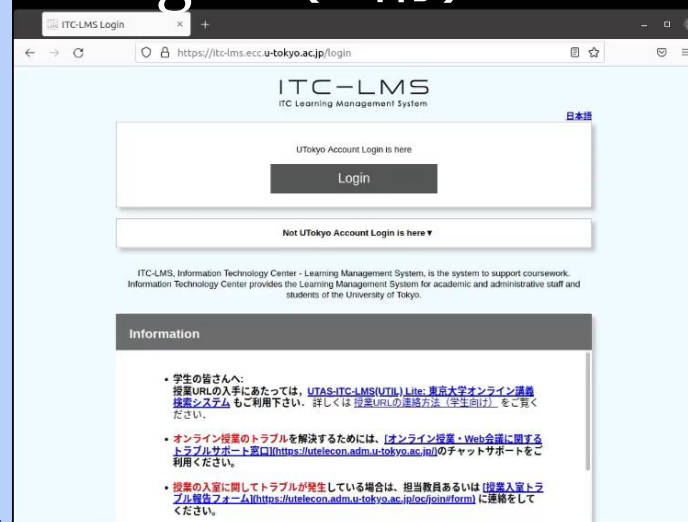 ITC-LMS Login
https://itc-lms.ecc.u-tokyo.ac.jp/login
ITC-LMS
ITC Learning Management System
日本語
UTokyo Account Login is here
Login
Not UTokyo Account Login is here▼
ITC-LMS, Information Technology Center - Learning Management System, is the system to support coursework.
Information Technology Center provides the Learning Management System for academic and administrative staff and
students of the University of Tokyo.
Information
• 学生の皆さんへ:
授業URLの入手にあたっては，UTAS-ITC-LMS(UTIL) Lite: 東京大学オンライン講義
検索システム もご利用下さい．詳しくは 授業URLの連絡方法（学生向け） をご覧く
ださい．
• オンライン授業のトラブルを解決するためには、[オンライン授業・Web会議に関する
トラブルサポート窓口](https://utelecon.adm.u-tokyo.ac.jp/)のチャットサポートをご
利用ください。
• 授業の入室に関してトラブルが発生している場合は、担当教員あるいは [授業入室トラ
ブル報告フォーム](https://utelecon.adm.u-tokyo.ac.jp/oc/join#form) に連絡をして
ください。